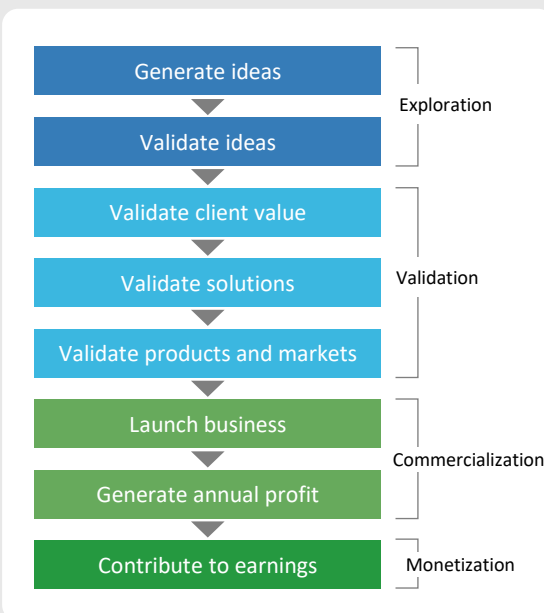 Generate ideas
Exploration
Validate ideas
Validate client value
Validate solutions
Validation
Validate products and markets
Launch business
Commercialization
Generate annual profit
Contribute to earnings
Monetization